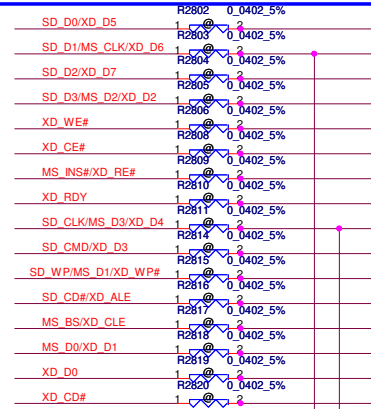 R2802 0_0402_5%
SD_D0/XD_D5 1 @ 2
R2803 0_0402_5%
SD_D1/MS_CLK/XD_D6 1 @ 2
R2804 0_0402_5%
SD_D2/XD_D7 1 @ 2
R2805 0_0402_5%
SD_D3/MS_D2/XD_D2 1 @ 2
R2806 0_0402_5%
XD_WE# 1 @ 2
R2808 0_0402_5%
XD_CE# 1 @ 2
R2809 0_0402_5%
MS_INS#/XD_RE# 1 @ 2
R2810 0_0402_5%
XD_RDY 1 @ 2
R2811 0_0402_5%
SD_CLK/MS_D3/XD_D4 1 @ 2
R2814 0_0402_5%
SD_CMD/XD_D3 1 @ 2
R2815 0_0402_5%
SD_WP/MS_D1/XD_WP# 1 @ 2
R2816 0_0402_5%
SD_CD#/XD_ALE 1 @ 2
R2817 0_0402_5%
MS_BS/XD_CLE 1 @ 2
R2818 0_0402_5%
MS_D0/XD_D1 1 @ 2
R2819 0_0402_5%
XD_D0 1 @ 2
R2820 0_0402_5%
XD_CD# 1 @ 2